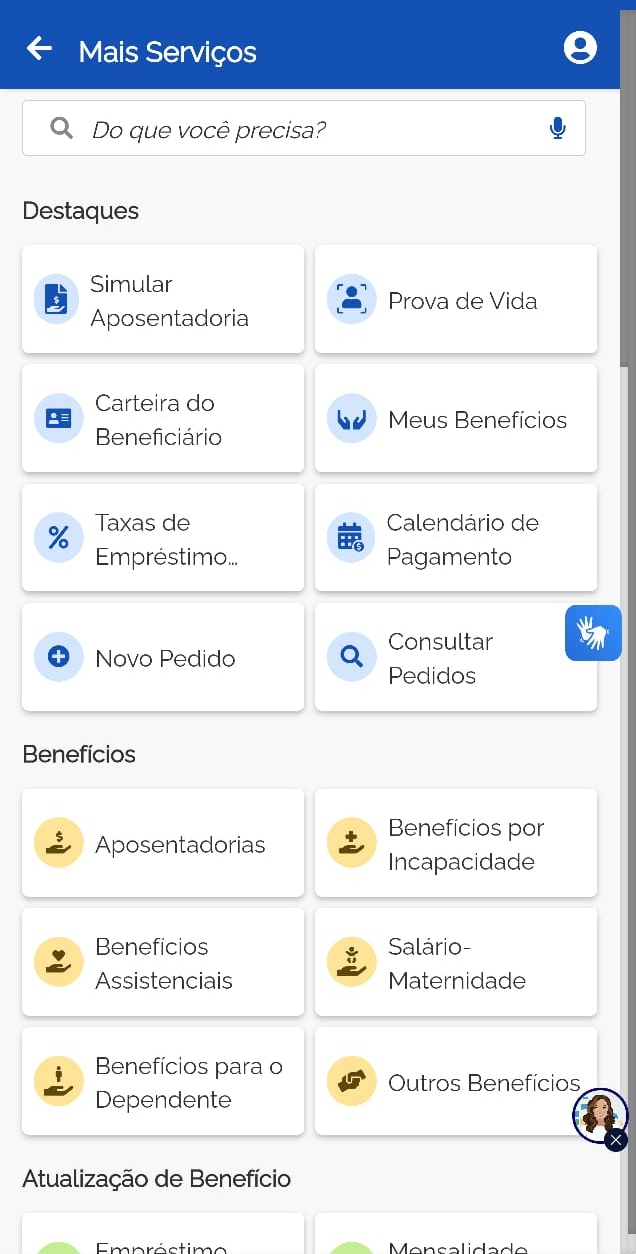 Mais Serviços
Do que você precisa?
Destaques
Simular
Aposentadoria
Prova de Vida
Carteira do
Beneficiário
Meus Benefícios
Taxas de
Empréstimo...
Calendário de
Pagamento
Novo Pedido
Consultar
Pedidos
Benefícios
Aposentadorias
Benefícios por
Incapacidade
Benefícios
Assistenciais
Salário-
Maternidade
Benefícios para o
Dependente
Outros Benefícios
Atualização de Benefício
Empréstimo
Mensalidade